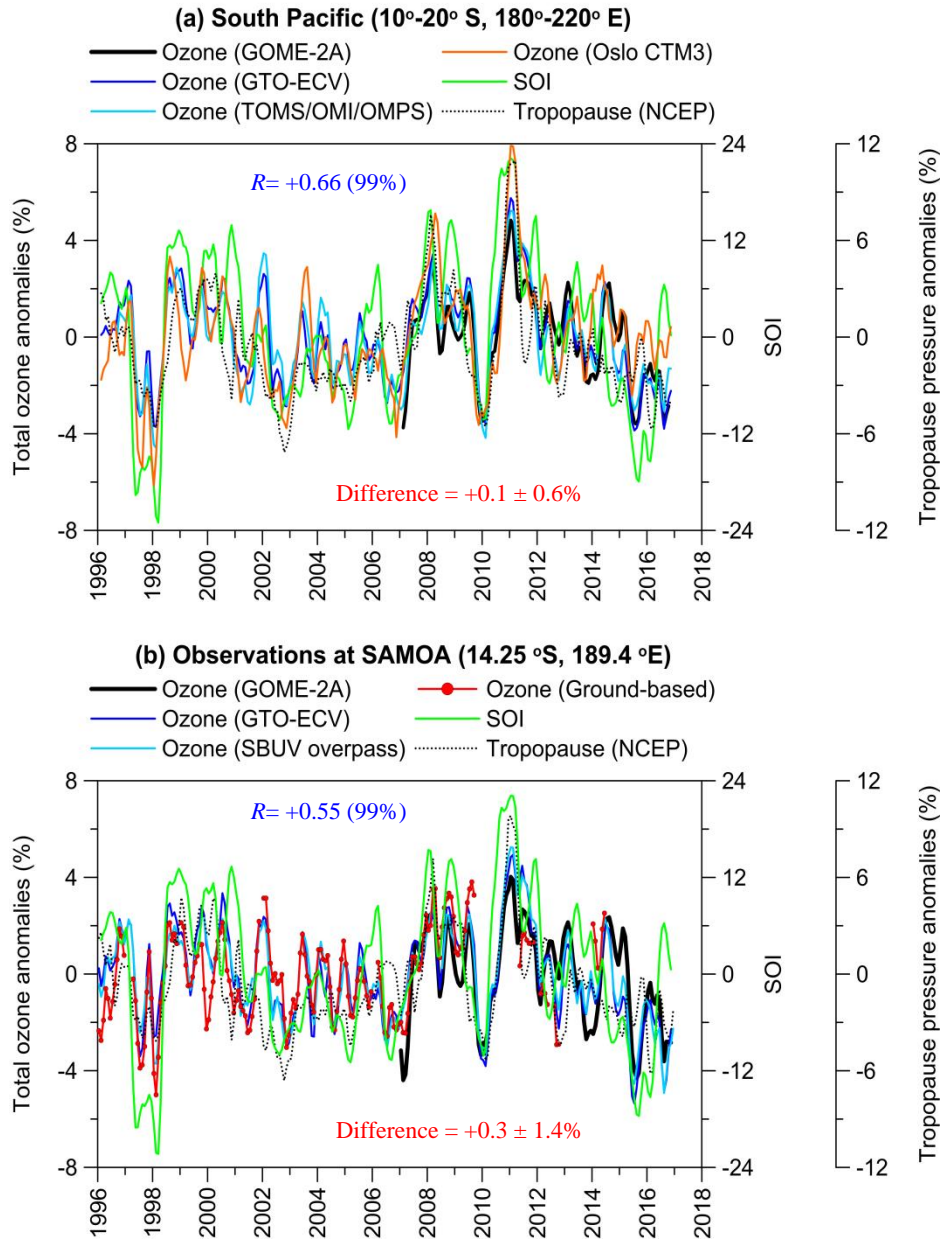 (a) South Pacific (10º-20º S, 180º-220º E)
Ozone (GOME-2A)
Ozone (GTO-ECV)
Ozone (TOMS/OMI/OMPS)
Ozone (Oslo CTM3)
SOI
Tropopause (NCEP)
R= +0.66 (99%)
Difference = +0.1 ± 0.6%
Total ozone anomalies (%)
8
4
0
-4
-8
SOI
24
12
0
-12
-24
Tropopause pressure anomalies (%)
12
6
0
-6
-12
1996
1998
2000
2002
2004
2006
2008
2010
2012
2014
2016
2018
(b) Observations at SAMOA (14.25 ºS, 189.4 ºE)
Ozone (GOME-2A)
Ozone (GTO-ECV)
Ozone (SBUV overpass)
Ozone (Ground-based)
SOI
Tropopause (NCEP)
R= +0.55 (99%)
Difference = +0.3 ± 1.4%
Total ozone anomalies (%)
8
4
0
-4
-8
SOI
24
12
0
-12
-24
Tropopause pressure anomalies (%)
12
6
0
-6
-12
1996
1998
2000
2002
2004
2006
2008
2010
2012
2014
2016
2018